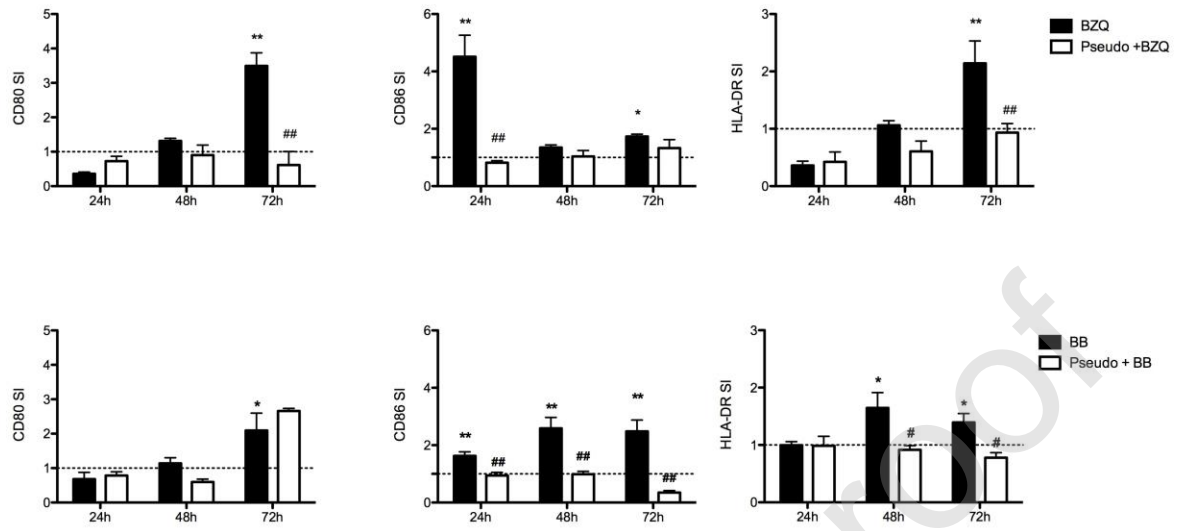 5
4
3
2
1
0
CD80 SI
**
##
24h
48h
72h
6
4
2
0
CD86 SI
**
##
*
24h
48h
72h
3
2
1
0
HLA-DR SI
**
##
24h
48h
72h
BZQ
Pseudo +BZQ
5
4
3
2
1
0
CD80 SI
*
24h
48h
72h
6
4
2
0
CD86 SI
**
##
**
##
**
##
24h
48h
72h
3
2
1
0
HLA-DR SI
*
#
*
#
24h
48h
72h
BB
Pseudo + BB
roof